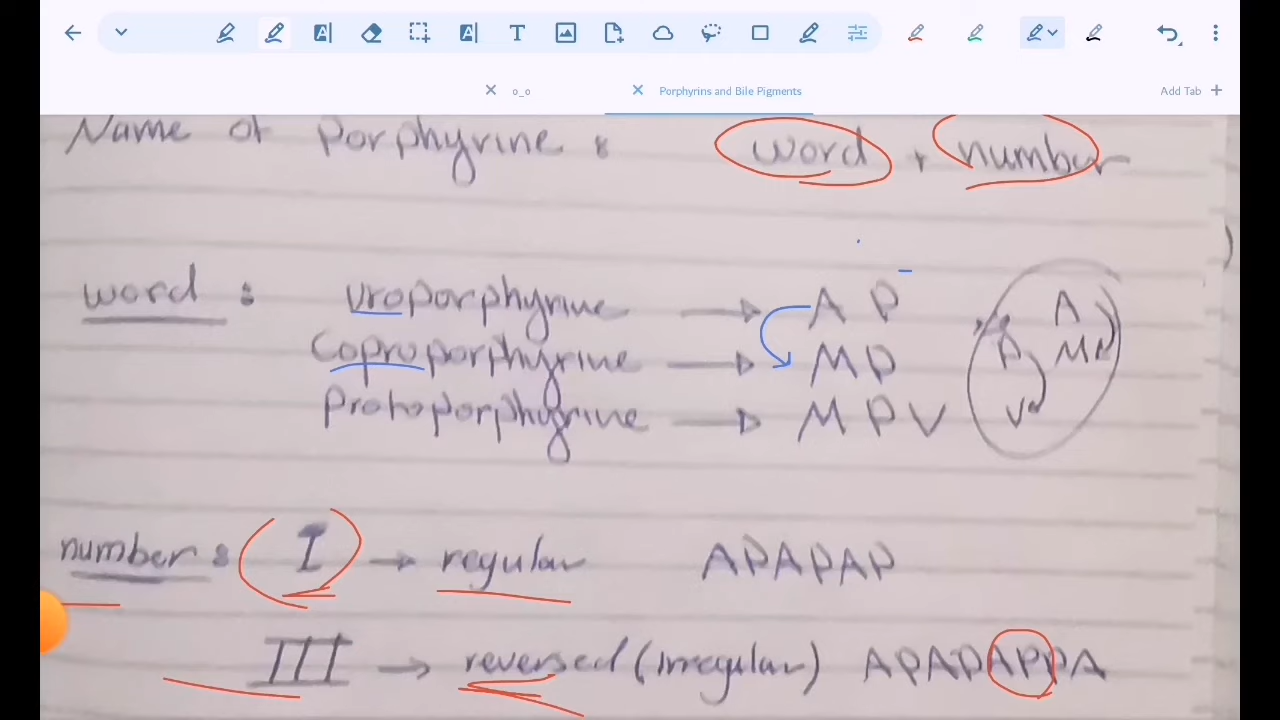 o_o Porphyrins and Bile Pigments Add Tab
Name of Porphyrine : word + number
word : Uroporphyrine → A P
Coproporphyrine → M P
Protoporphyrine → M P V
A
P M
V
number : I → regular APAPAP
III → reversed (irregular) APAPAPPA